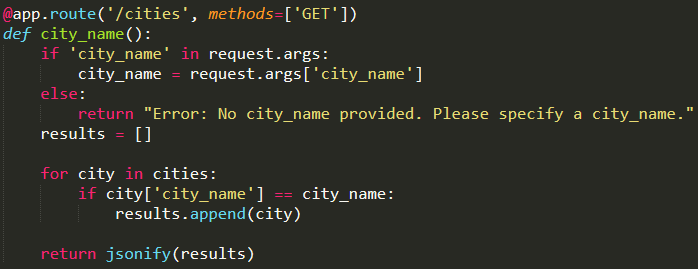 @app.route('/cities', methods=['GET'])
def city_name():
    if 'city_name' in request.args:
        city_name = request.args['city_name']
    else:
        return "Error: No city_name provided. Please specify a city_name."
    results = []

    for city in cities:
        if city['city_name'] == city_name:
            results.append(city)

    return jsonify(results)